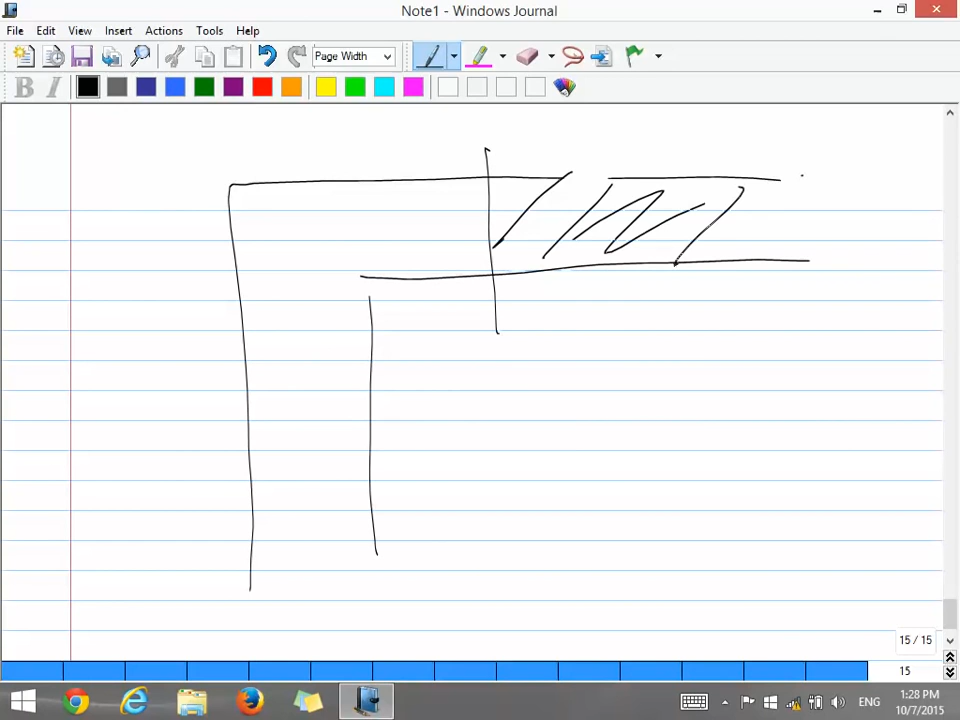 Note1 - Windows Journal
File Edit View Insert Actions Tools Help
Page Width
B I
15 / 15
15
ENG
1:28 PM
10/7/2015